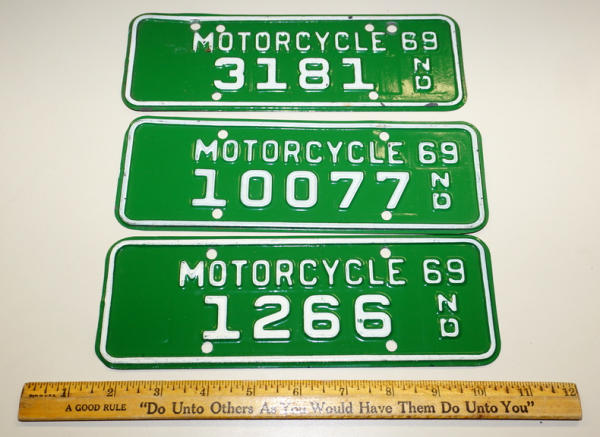 MOTORCYCLE 69
3181 ND
MOTORCYCLE 69
10077 ND
MOTORCYCLE 69
1266 ND
1 2 3 4 5 6 7 8 9 10 11 12
A GOOD RULE "Do Unto Others As You Would Have Them Do Unto You"